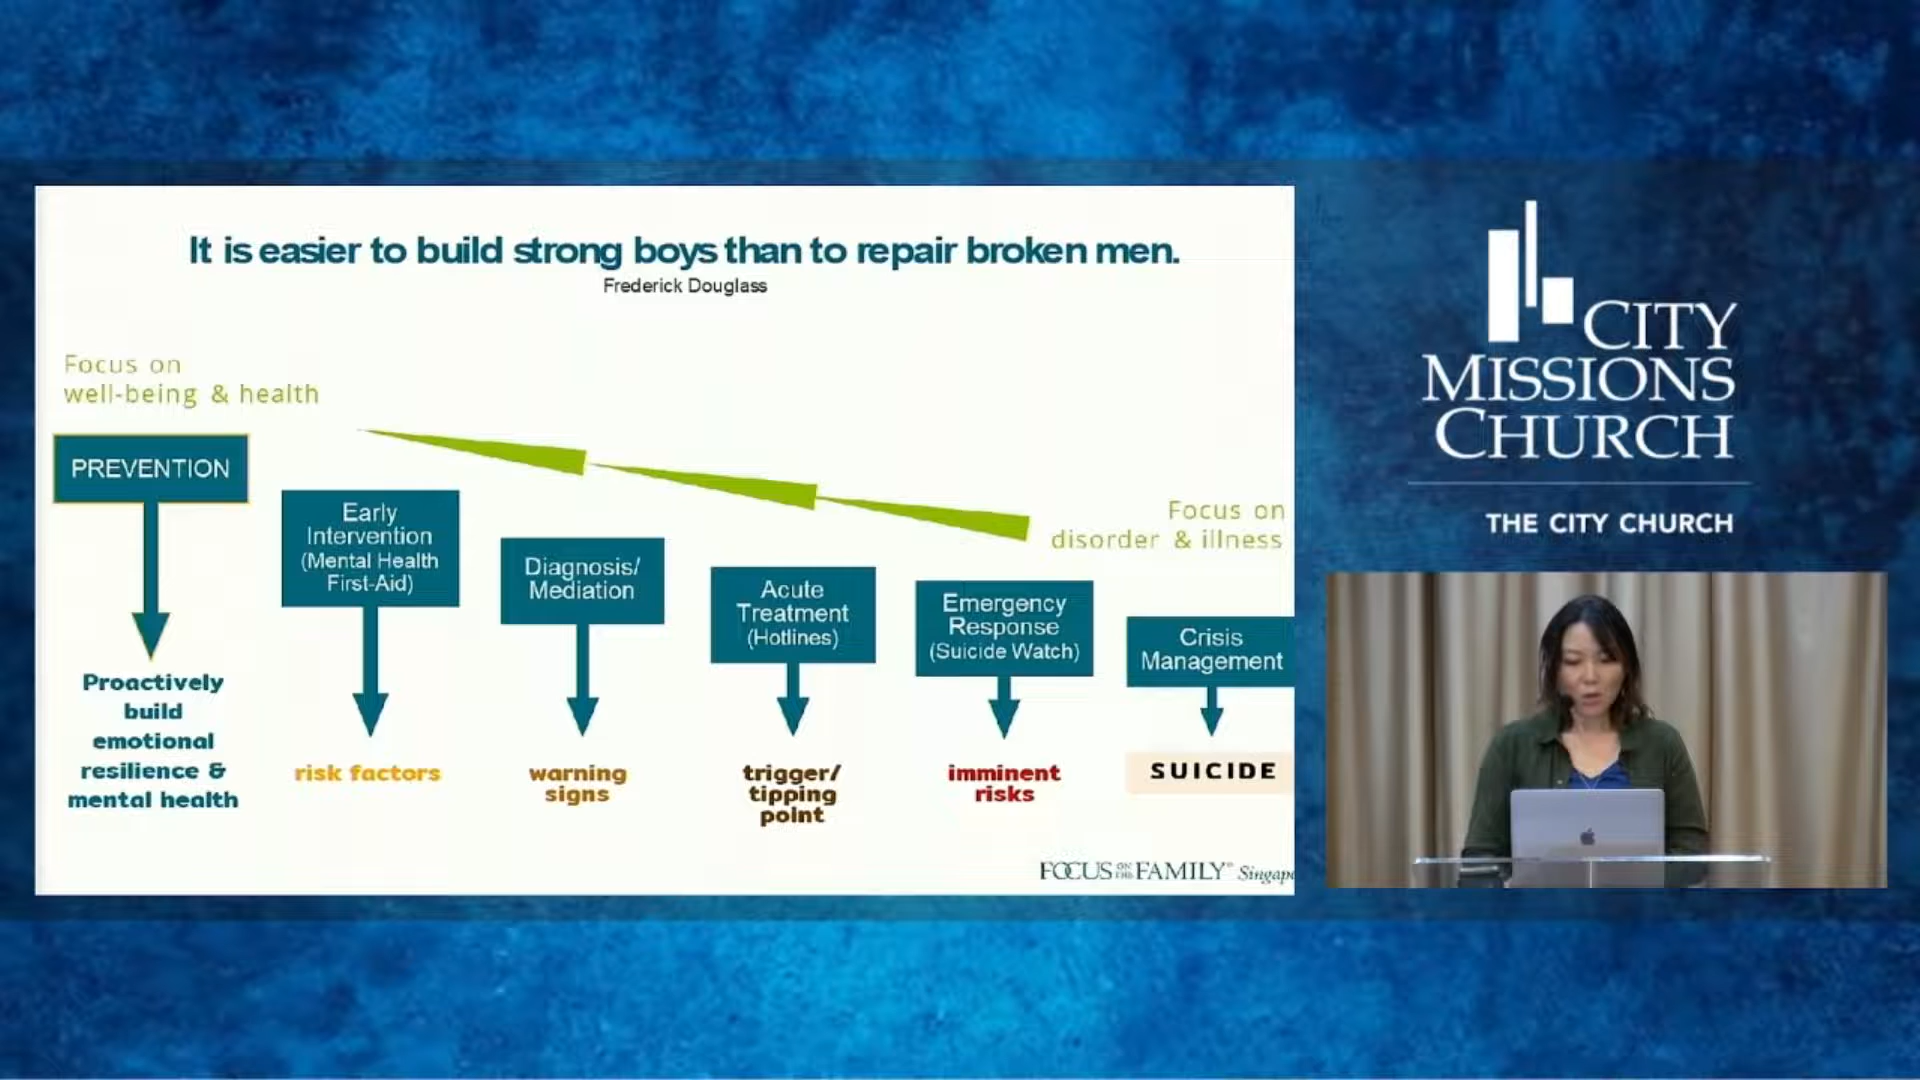 It is easier to build strong boys than to repair broken men.
Frederick Douglass
Focus on
well-being & health
PREVENTION
Proactively
build
emotional
resilience &
mental health
Early
Intervention
(Mental Health
First-Aid)
risk factors
Diagnosis/
Mediation
warning
signs
Acute
Treatment
(Hotlines)
trigger/
tipping
point
Focus on
disorder & illness
Emergency
Response
(Suicide Watch)
imminent
risks
Crisis
Management
SUICIDE
FOCUS ON THE FAMILY® Singap
CITY
MISSIONS
CHURCH
THE CITY CHURCH